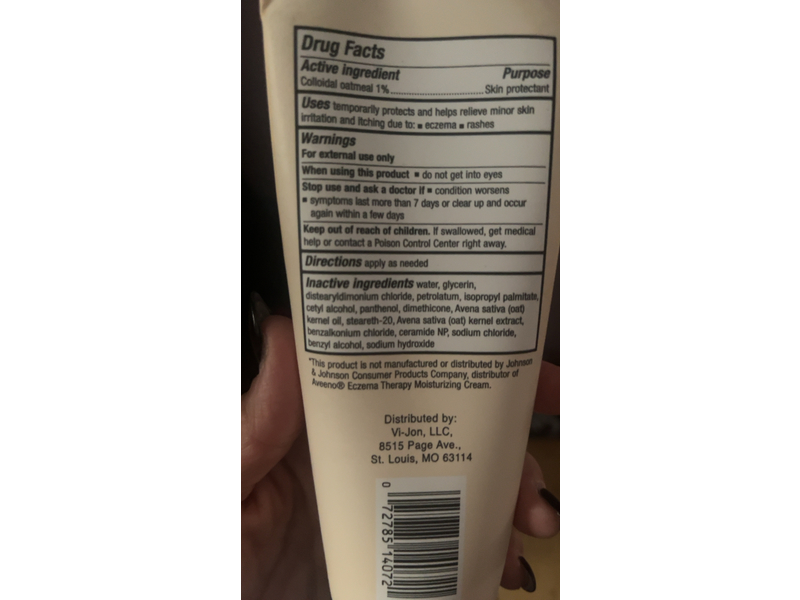 Drug Facts
Active ingredient Purpose
Colloidal oatmeal 1%................................Skin protectant
Uses temporarily protects and helps relieve minor skin
irritation and itching due to: ▪ eczema ▪ rashes
Warnings
For external use only
When using this product ▪ do not get into eyes
Stop use and ask a doctor if ▪ condition worsens
▪ symptoms last more than 7 days or clear up and occur
again within a few days
Keep out of reach of children. If swallowed, get medical
help or contact a Poison Control Center right away.
Directions apply as needed
Inactive ingredients water, glycerin,
distearyldimonium chloride, petrolatum, isopropyl palmitate,
cetyl alcohol, panthenol, dimethicone, Avena sativa (oat)
kernel oil, steareth-20, Avena sativa (oat) kernel extract,
benzalkonium chloride, ceramide NP, sodium chloride,
benzyl alcohol, sodium hydroxide
*This product is not manufactured or distributed by Johnson
& Johnson Consumer Products Company, distributor of
Aveeno® Eczema Therapy Moisturizing Cream.
Distributed by:
Vi-Jon, LLC,
8515 Page Ave.,
St. Louis, MO 63114
0 72785 14072